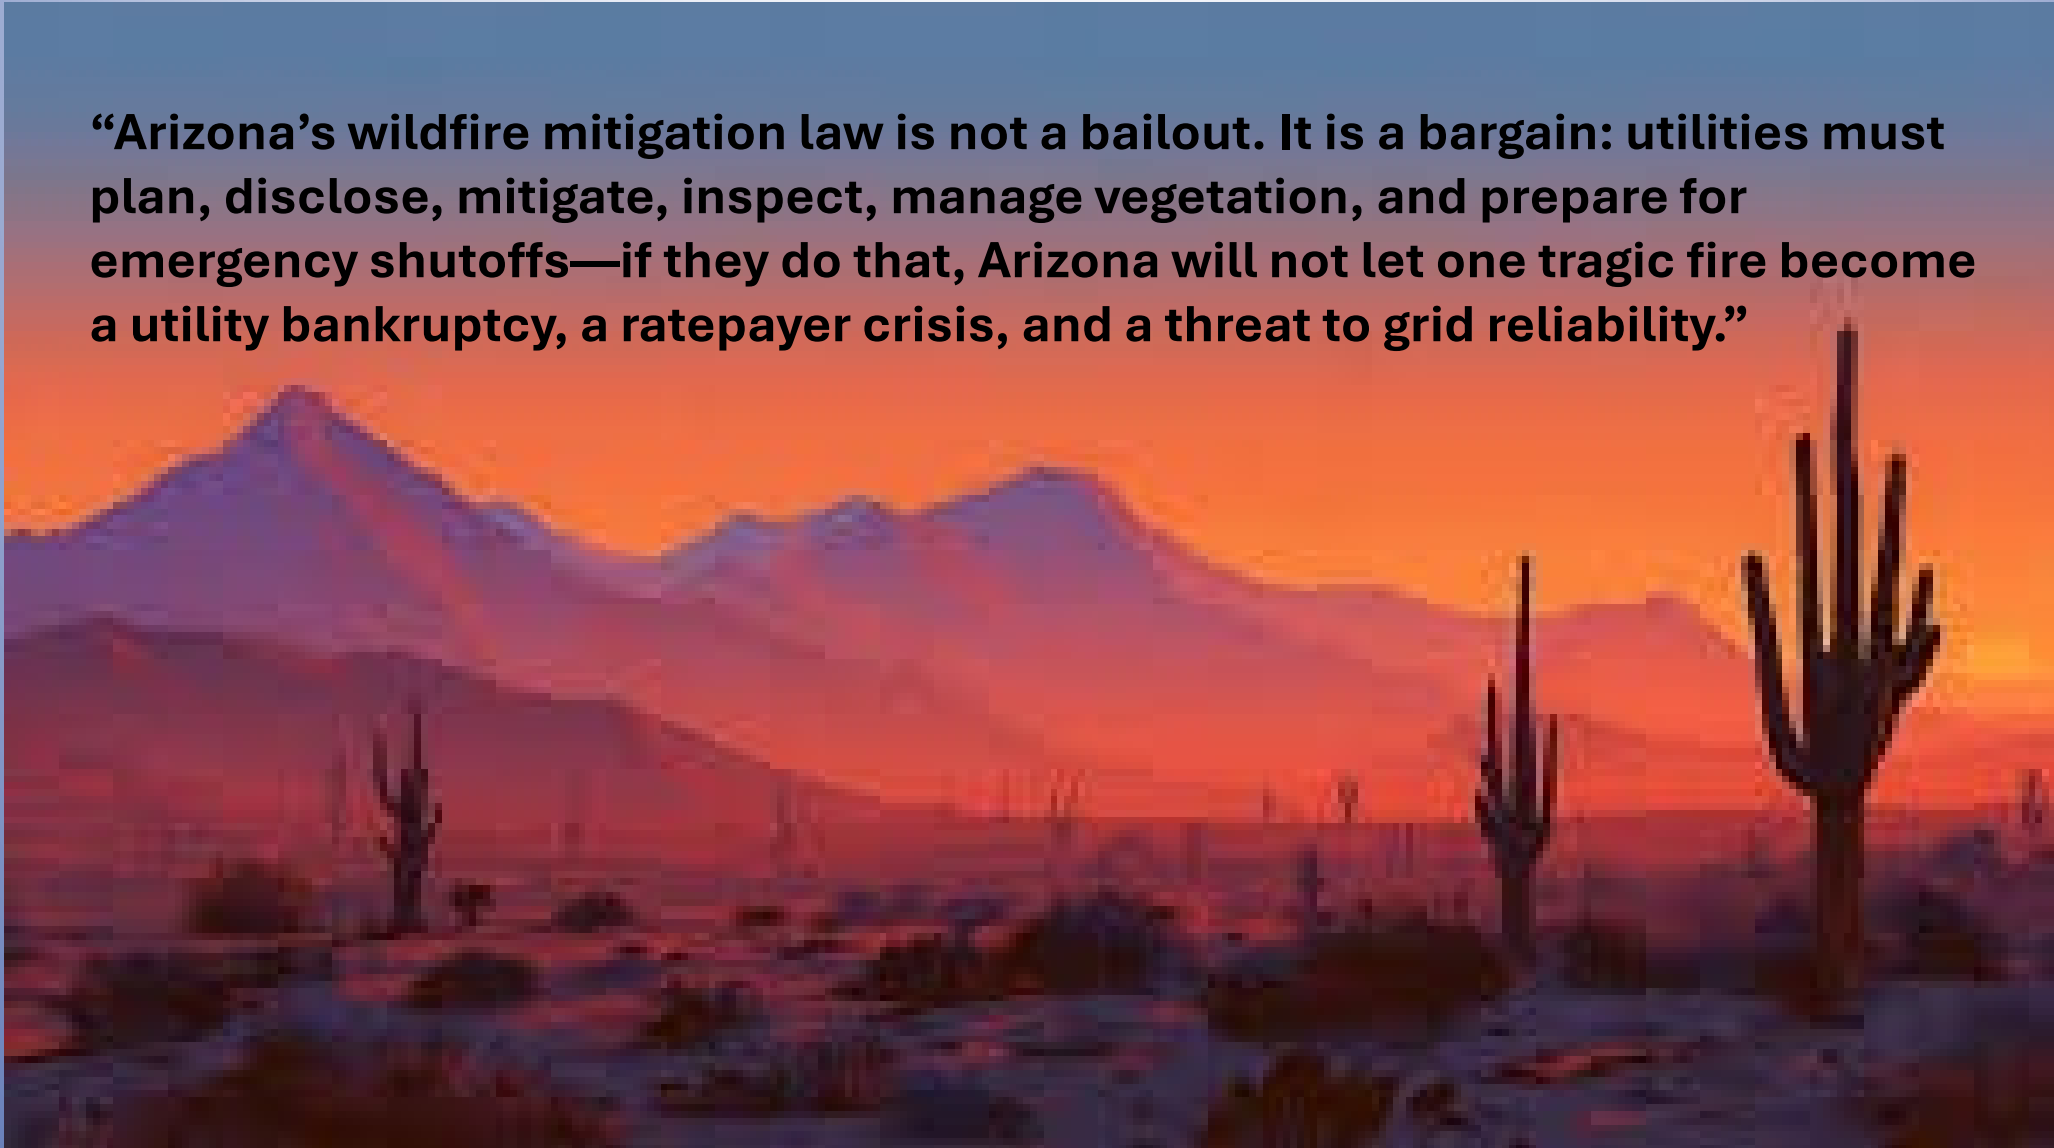 “Arizona’s wildfire mitigation law is not a bailout. It is a bargain: utilities must
plan, disclose, mitigate, inspect, manage vegetation, and prepare for
emergency shutoffs—if they do that, Arizona will not let one tragic fire become
a utility bankruptcy, a ratepayer crisis, and a threat to grid reliability.”